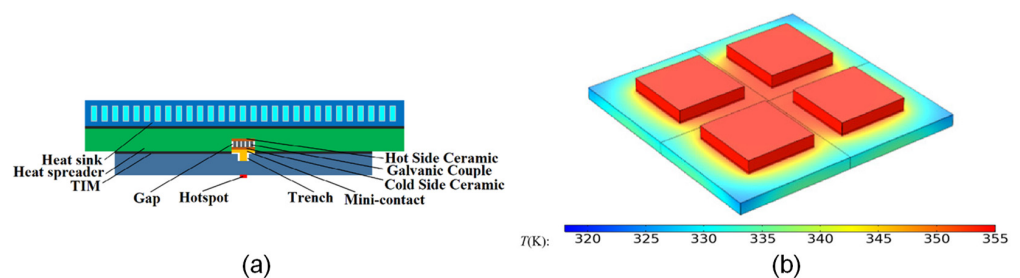 (a)
Heat sink
Heat spreader
TIM
Gap
Hotspot
Trench
Mini-contact
Hot Side Ceramic
Galvanic Couple
Cold Side Ceramic
(b)
T(K):
320 325 330 335 340 345 350 355